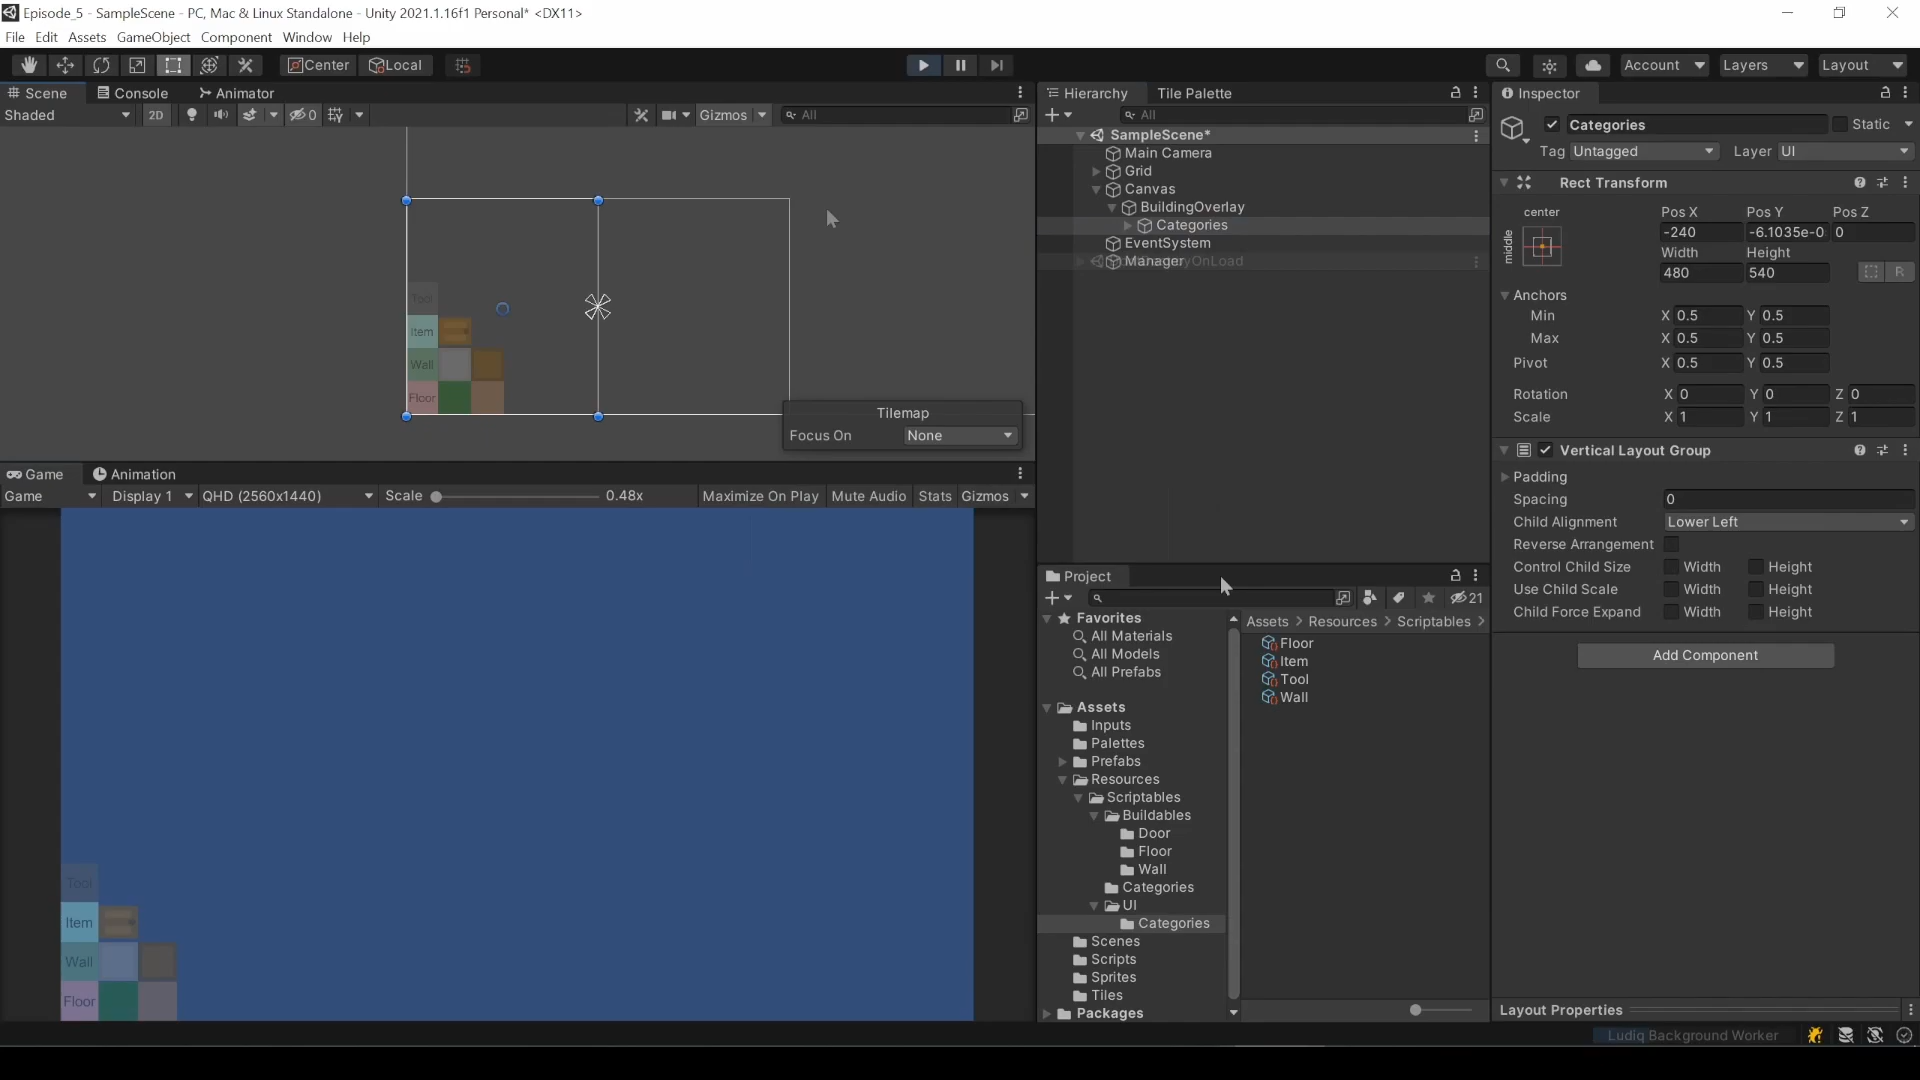 Episode_5 - SampleScene - PC, Mac & Linux Standalone - Unity 2021.1.16f1 Personal* <DX11>
File Edit Assets GameObject Component Window Help
Center Local Account Layers Layout
Scene Console Animator
Shaded 2D 0 Gizmos All
Tool
Item
Wall
Floor
Tilemap
Focus On None
Game Animation
Game Display 1 QHD (2560x1440) Scale 0.48x Maximize On Play Mute Audio Stats Gizmos
Tool
Item
Wall
Floor
Hierarchy Tile Palette
All
SampleScene*
Main Camera
Grid
Canvas
BuildingOverlay
Categories
EventSystem
Manager
Project
21
Favorites
All Materials
All Models
All Prefabs
Assets
Inputs
Palettes
Prefabs
Resources
Scriptables
Buildables
Door
Floor
Wall
Categories
UI
Categories
Scenes
Scripts
Sprites
Tiles
Packages
Assets > Resources > Scriptables >
Floor
Item
Tool
Wall
Inspector
Categories Static
Tag Untagged Layer UI
Rect Transform
center
middle
Pos X Pos Y Pos Z
-240 -6.1035e-0 0
Width Height
480 540 R
Anchors
Min X 0.5 Y 0.5
Max X 0.5 Y 0.5
Pivot X 0.5 Y 0.5
Rotation X 0 Y 0 Z 0
Scale X 1 Y 1 Z 1
Vertical Layout Group
Padding
Spacing 0
Child Alignment Lower Left
Reverse Arrangement
Control Child Size Width Height
Use Child Scale Width Height
Child Force Expand Width Height
Add Component
Layout Properties
Ludiq Background Worker